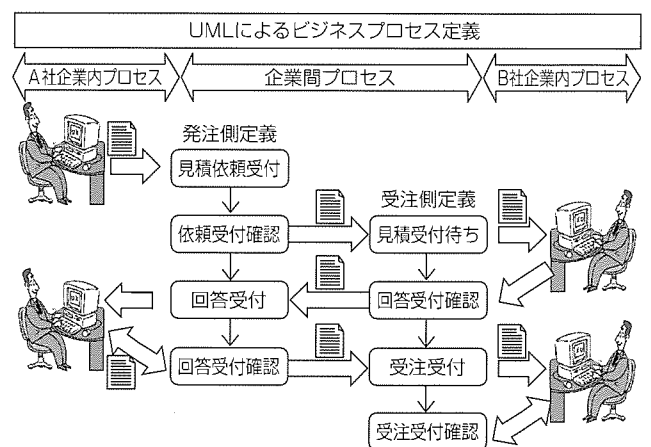 UMLによるビジネスプロセス定義
A社企業内プロセス
企業間プロセス
B社企業内プロセス
発注側定義
見積依頼受付
受注側定義
依頼受付確認
見積受付待ち
回答受付
回答受付確認
回答受付確認
受注受付
受注受付確認